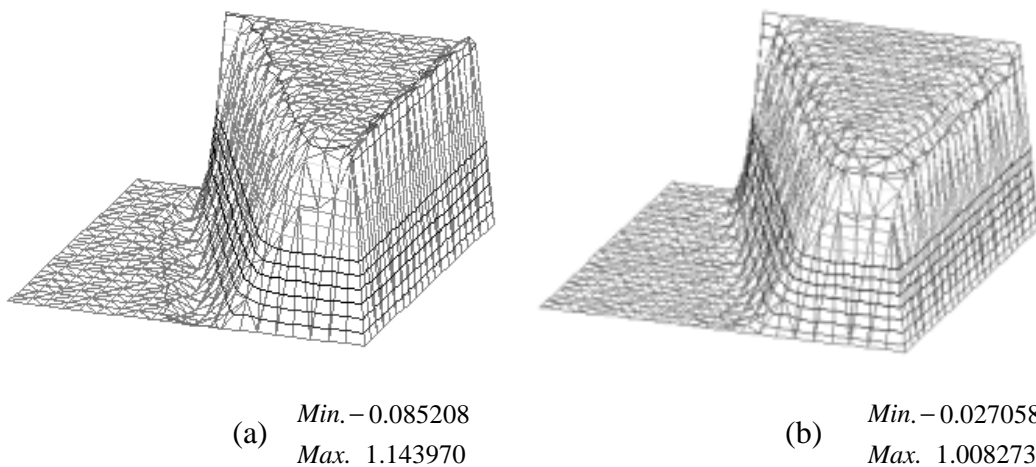 (a) Min. – 0.085208
Max. 1.143970
(b) Min. – 0.027058
Max. 1.008273